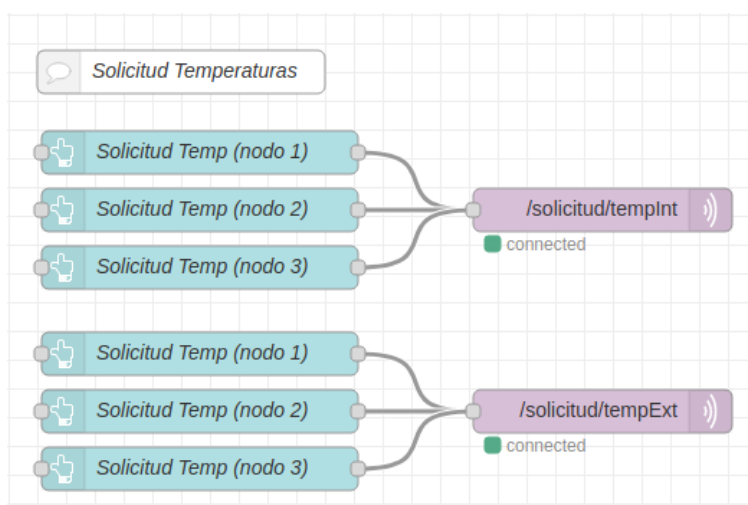 Solicitud Temperaturas
Solicitud Temp (nodo 1)
Solicitud Temp (nodo 2)
/solicitud/tempInt
connected
Solicitud Temp (nodo 3)
Solicitud Temp (nodo 1)
Solicitud Temp (nodo 2)
/solicitud/tempExt
connected
Solicitud Temp (nodo 3)